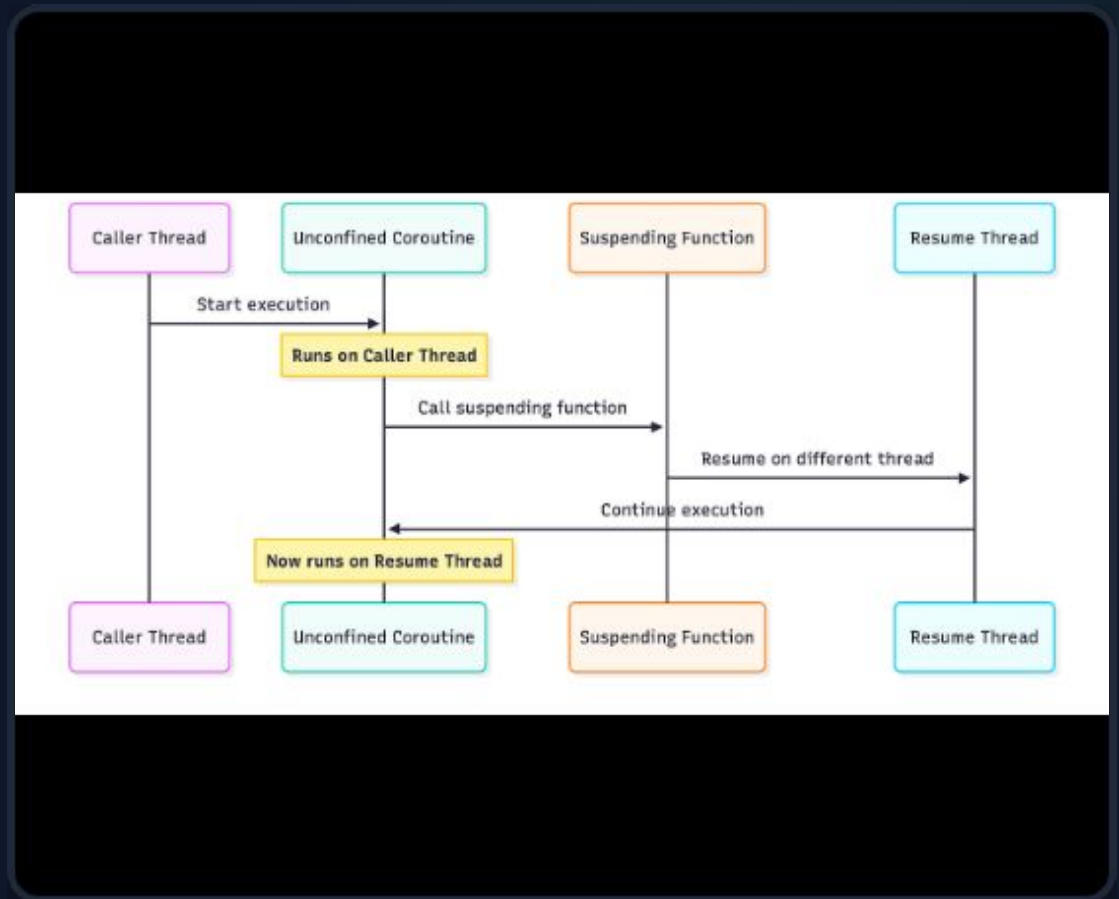 Caller Thread
Unconfined Coroutine
Suspending Function
Resume Thread
Start execution
Runs on Caller Thread
Call suspending function
Resume on different thread
Continue execution
Now runs on Resume Thread
Caller Thread
Unconfined Coroutine
Suspending Function
Resume Thread